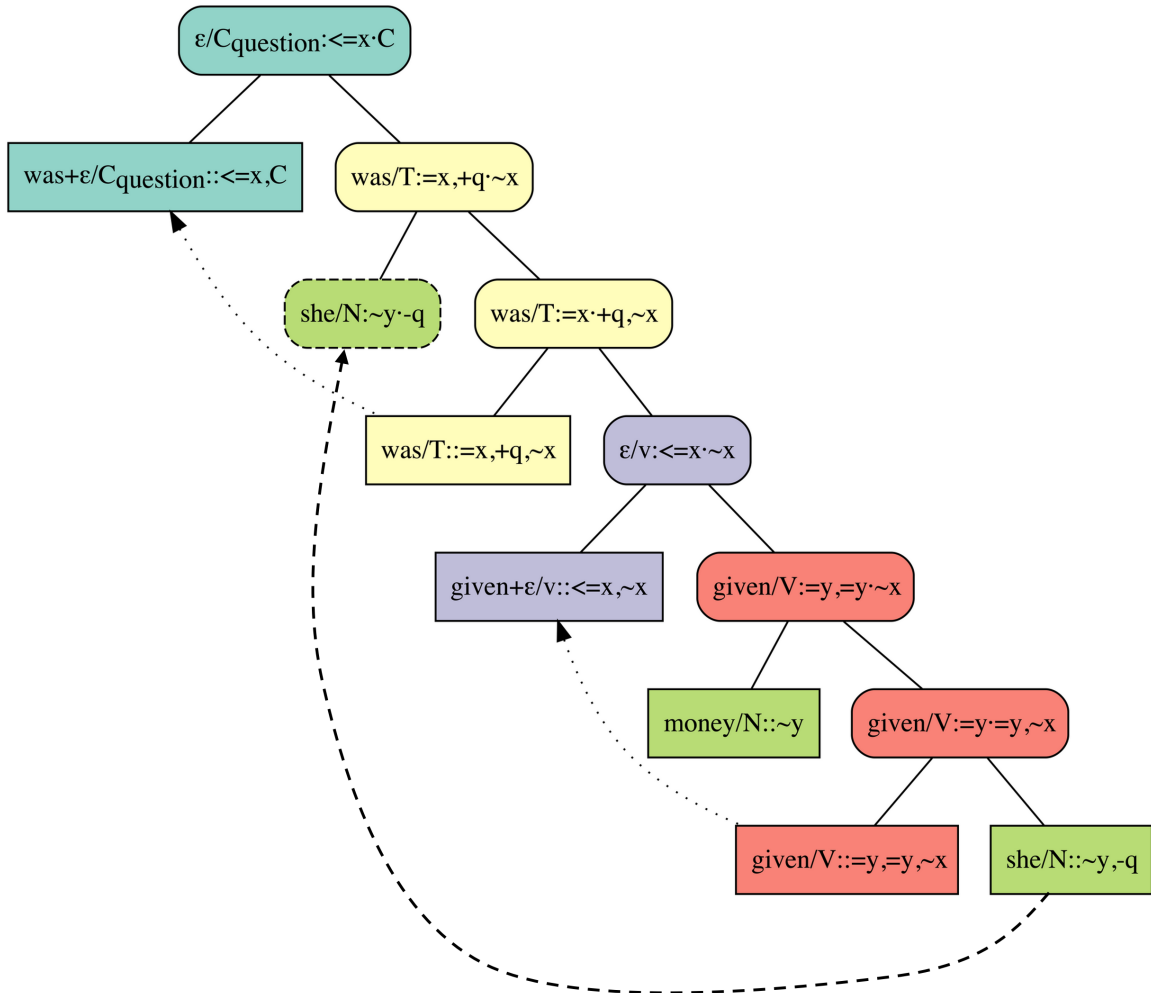 ε/Cquestion:<=x·C
was+ε/Cquestion::<=x,C
was/T:=x,+q·~x
she/N:~y·-q
was/T:=x·+q,~x
was/T::=x,+q,~x
ε/v:<=x·~x
given+ε/v::<=x,~x
given/V:=y,=y·~x
money/N::~y
given/V:=y·=y,~x
given/V::=y,=y,~x
she/N::~y,-q